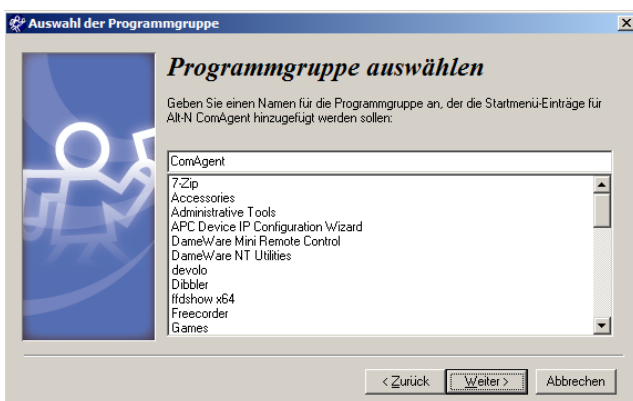 Auswahl der Programmgruppe
Programmgruppe auswählen
Geben Sie einen Namen für die Programmgruppe an, der die Startmenü-Einträge für
Alt-N ComAgent hinzugefügt werden sollen:
ComAgent
7-Zip
Accessories
Administrative Tools
APC Device IP Configuration Wizard
DameWare Mini Remote Control
DameWare NT Utilities
devolo
Dibbler
ffdshow x64
Freecorder
Games
< Zurück
Weiter >
Abbrechen